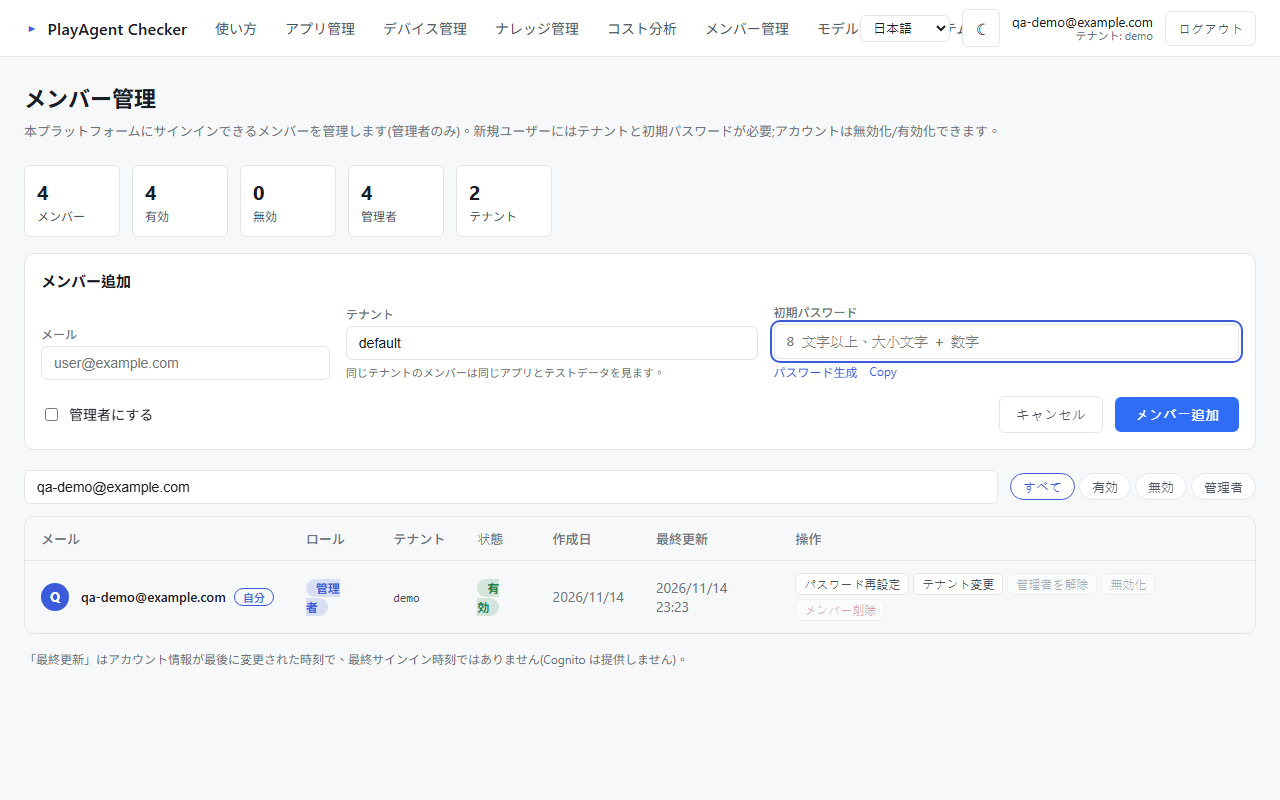 PlayAgent Checker
使い方
アプリ管理
デバイス管理
ナレッジ管理
コスト分析
メンバー管理
モデル
日本語
qa-demo@example.com
テナント: demo
ログアウト
メンバー管理
本プラットフォームにサインインできるメンバーを管理します(管理者のみ)。新規ユーザーにはテナントと初期パスワードが必要;アカウントは無効化/有効化できます。
4
メンバー
4
有効
0
無効
4
管理者
2
テナント
メンバー追加
メール
user@example.com
テナント
default
同じテナントのメンバーは同じアプリとテストデータを見ます。
初期パスワード
8 文字以上、大小文字 + 数字
パスワード生成 Copy
管理者にする
キャンセル
メンバー追加
qa-demo@example.com
すべて
有効
無効
管理者
メール ロール テナント 状態 作成日 最終更新 操作
Q qa-demo@example.com 自分
管理者
demo
有効
2026/11/14
2026/11/14
23:23
パスワード再設定 テナント変更 管理者を解除 無効化
メンバー削除
「最終更新」はアカウント情報が最後に変更された時刻で、最終サインイン時刻ではありません(Cognito は提供しません)。